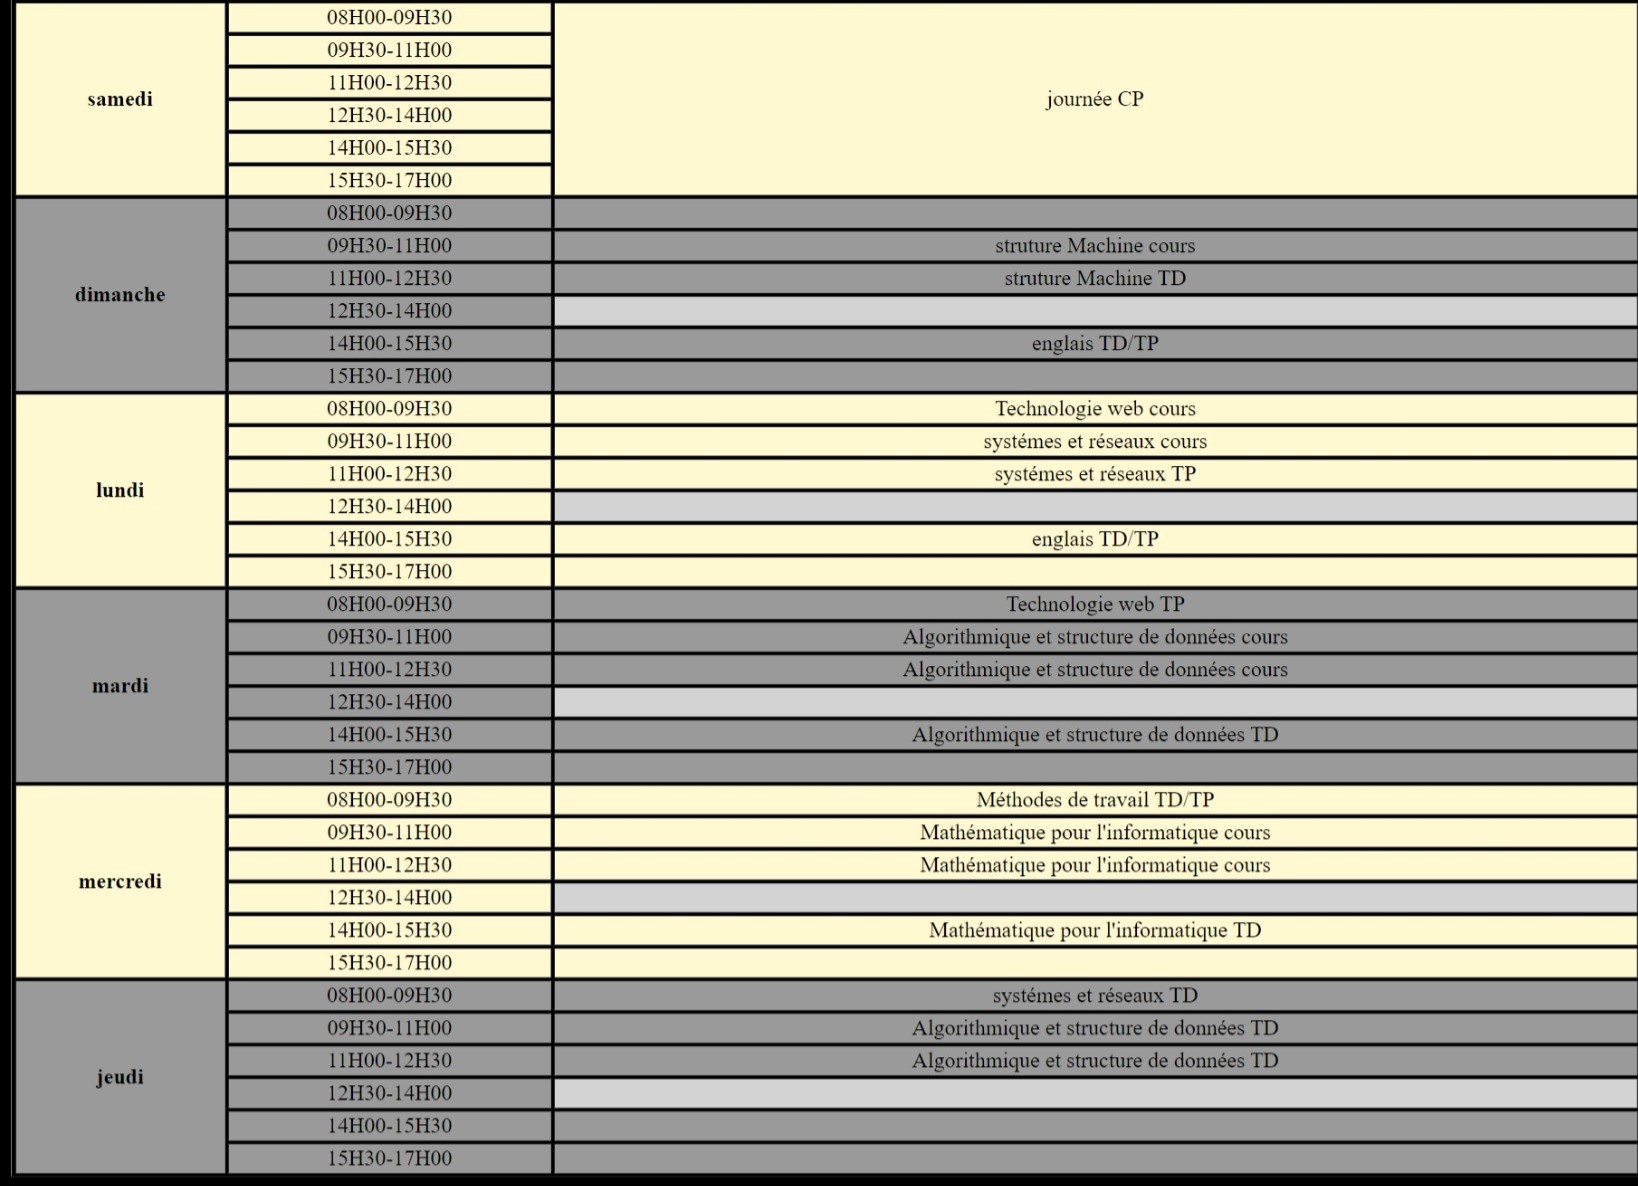 08H00-09H30
09H30-11H00
11H00-12H30
samedi journée CP
12H30-14H00
14H00-15H30
15H30-17H00
08H00-09H30
09H30-11H00 struture Machine cours
11H00-12H30 struture Machine TD
dimanche
12H30-14H00
14H00-15H30 englais TD/TP
15H30-17H00
08H00-09H30 Technologie web cours
09H30-11H00 systémes et réseaux cours
11H00-12H30 systémes et réseaux TP
lundi
12H30-14H00
14H00-15H30 englais TD/TP
15H30-17H00
08H00-09H30 Technologie web TP
09H30-11H00 Algorithmique et structure de données cours
11H00-12H30 Algorithmique et structure de données cours
mardi
12H30-14H00
14H00-15H30 Algorithmique et structure de données TD
15H30-17H00
08H00-09H30 Méthodes de travail TD/TP
09H30-11H00 Mathématique pour l'informatique cours
11H00-12H30 Mathématique pour l'informatique cours
mercredi
12H30-14H00
14H00-15H30 Mathématique pour l'informatique TD
15H30-17H00
08H00-09H30 systémes et réseaux TD
09H30-11H00 Algorithmique et structure de données TD
11H00-12H30 Algorithmique et structure de données TD
jeudi
12H30-14H00
14H00-15H30
15H30-17H00